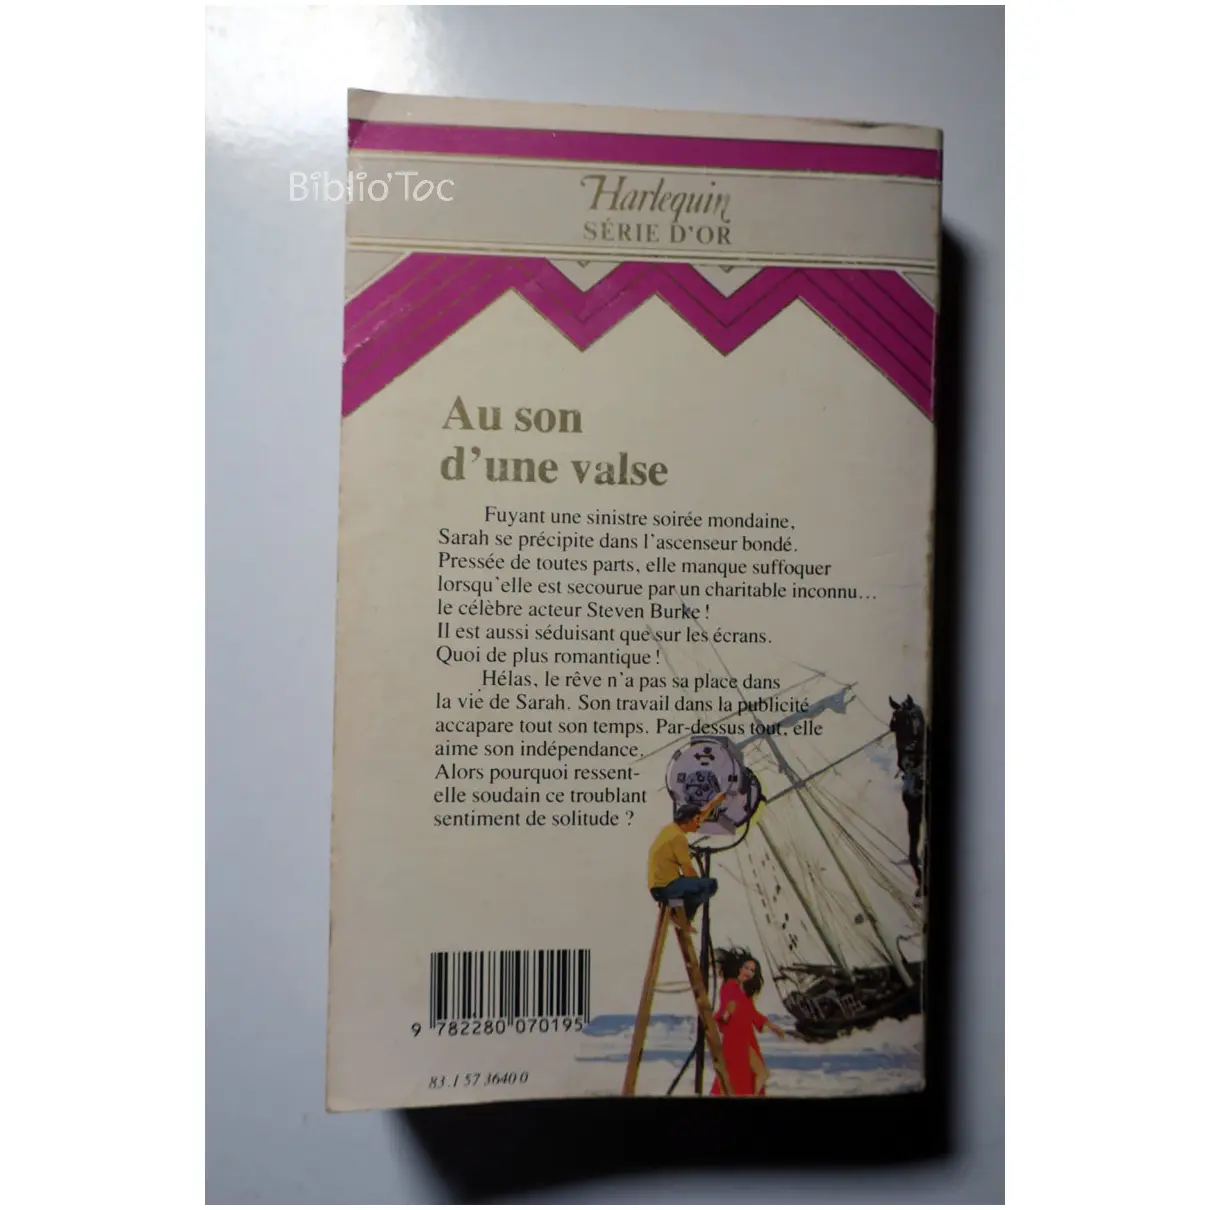 Biblio'Toc
Harlequin
SÉRIE D'OR
Au son
d'une valse
Fuyant une sinistre soirée mondaine,
Sarah se précipite dans l'ascenseur bondé.
Pressée de toutes parts, elle manque suffoquer
lorsqu'elle est secourue par un charitable inconnu...
le célèbre acteur Steven Burke !
Il est aussi séduisant que sur les écrans.
Quoi de plus romantique !
Hélas, le rêve n'a pas sa place dans
la vie de Sarah. Son travail dans la publicité
accapare tout son temps. Par-dessus tout, elle
aime son indépendance.
Alors pourquoi ressent-
elle soudain ce troublant
sentiment de solitude ?
9 782280 070195
83.1 57 3640 0